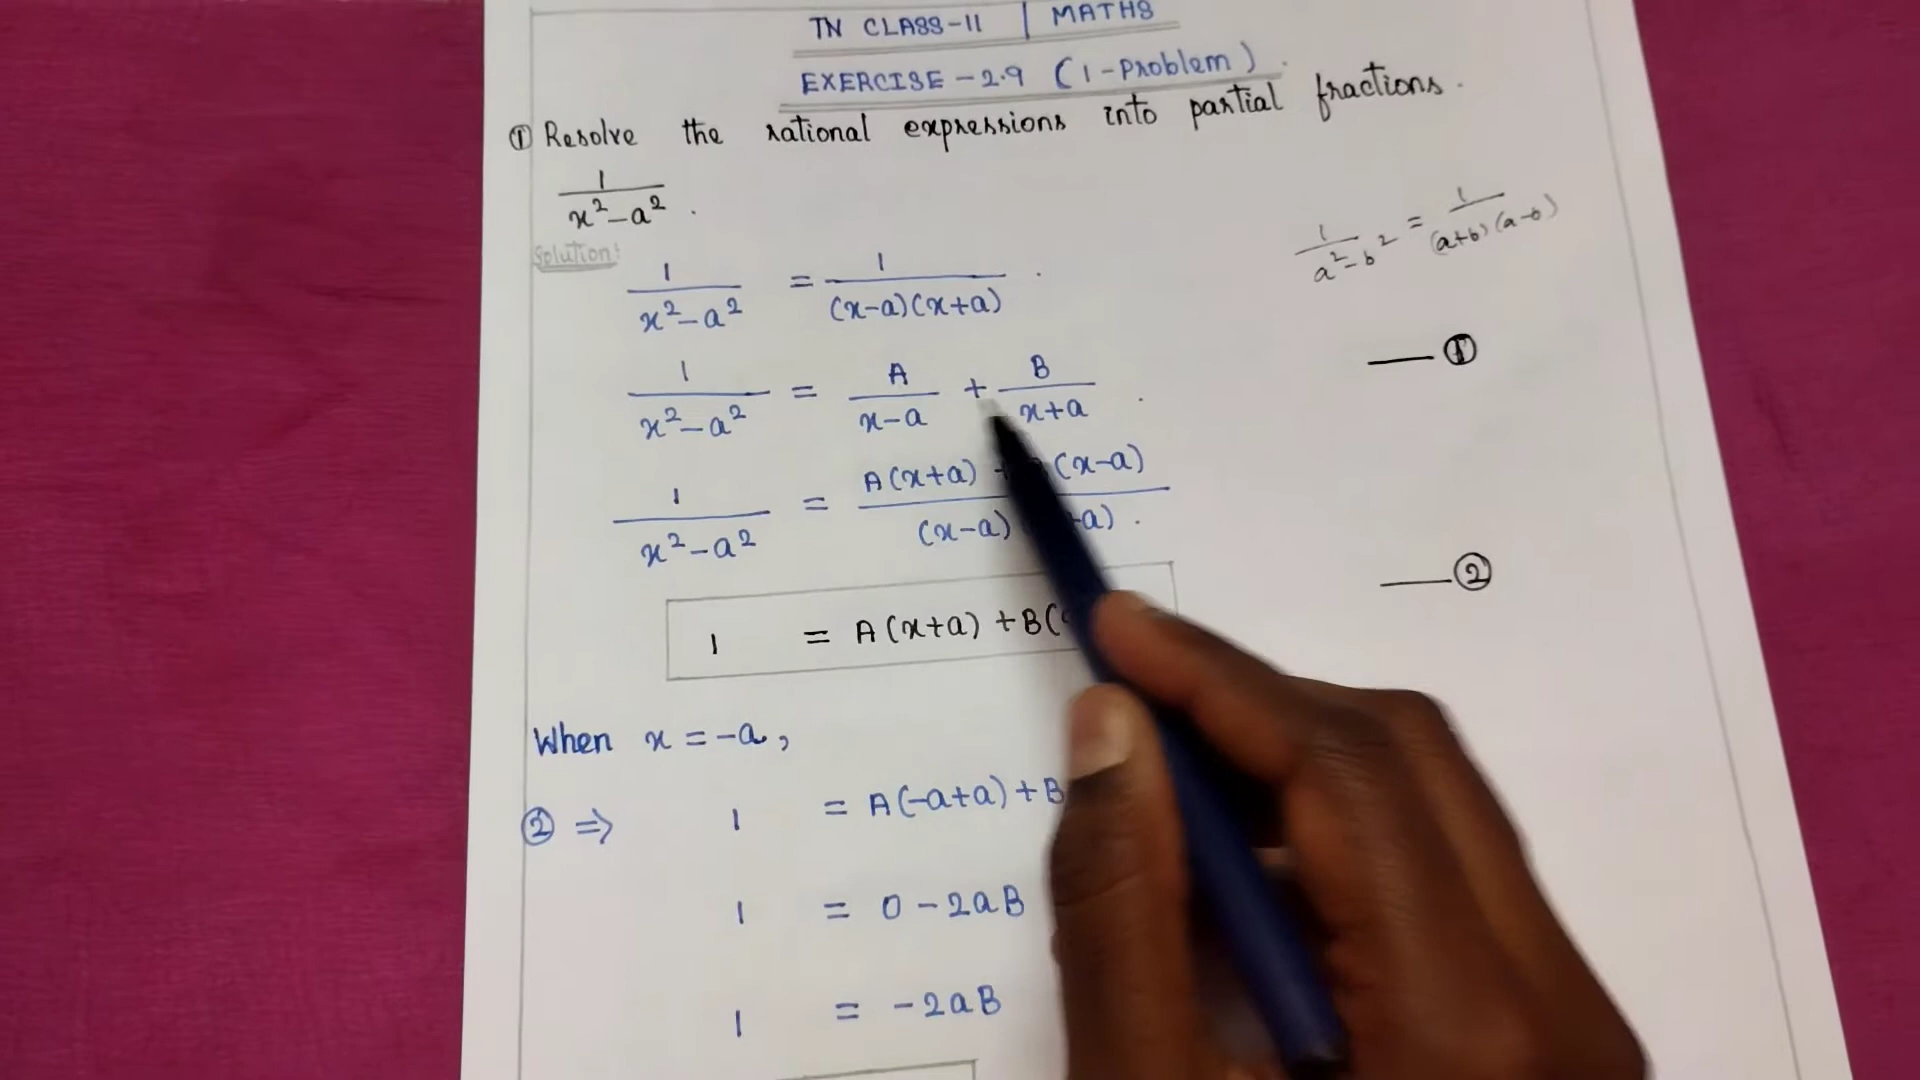 TN CLASS-11 | MATHS
EXERCISE - 2.9 (1-Problem)
① Resolve the rational expressions into partial fractions.
1/(x²-a²) .
Solution:
1/(x²-a²) = 1/((x-a)(x+a)) .
1/(a²-b²) = 1/((a+b)(a-b))
1/(x²-a²) = A/(x-a) + B/(x+a) . —— ①
1/(x²-a²) = (A(x+a) + (x-a))/((x-a) +a)) .
1 = A(x+a) +B( —— ②
When x = -a,
② ⇒ 1 = A(-a+a) + B
1 = 0 - 2aB
1 = - 2aB